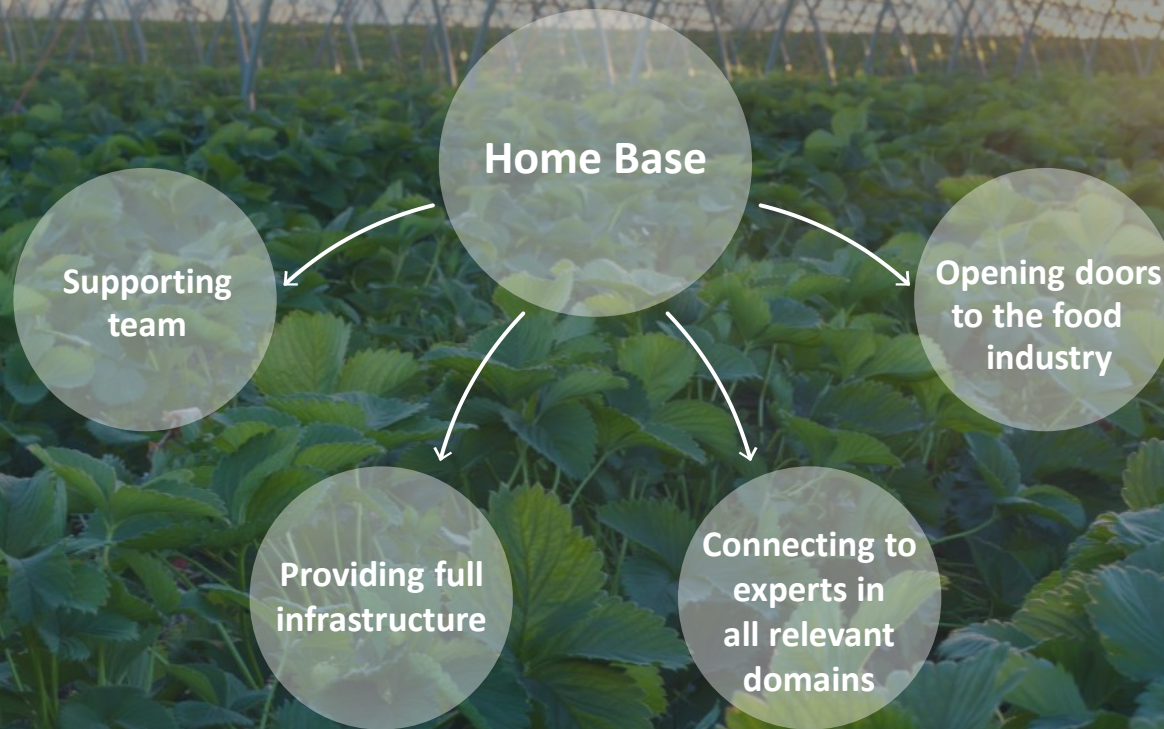 Home Base
Supporting
team
Opening doors
to the food
industry
Providing full
infrastructure
Connecting to
experts in
all relevant
domains